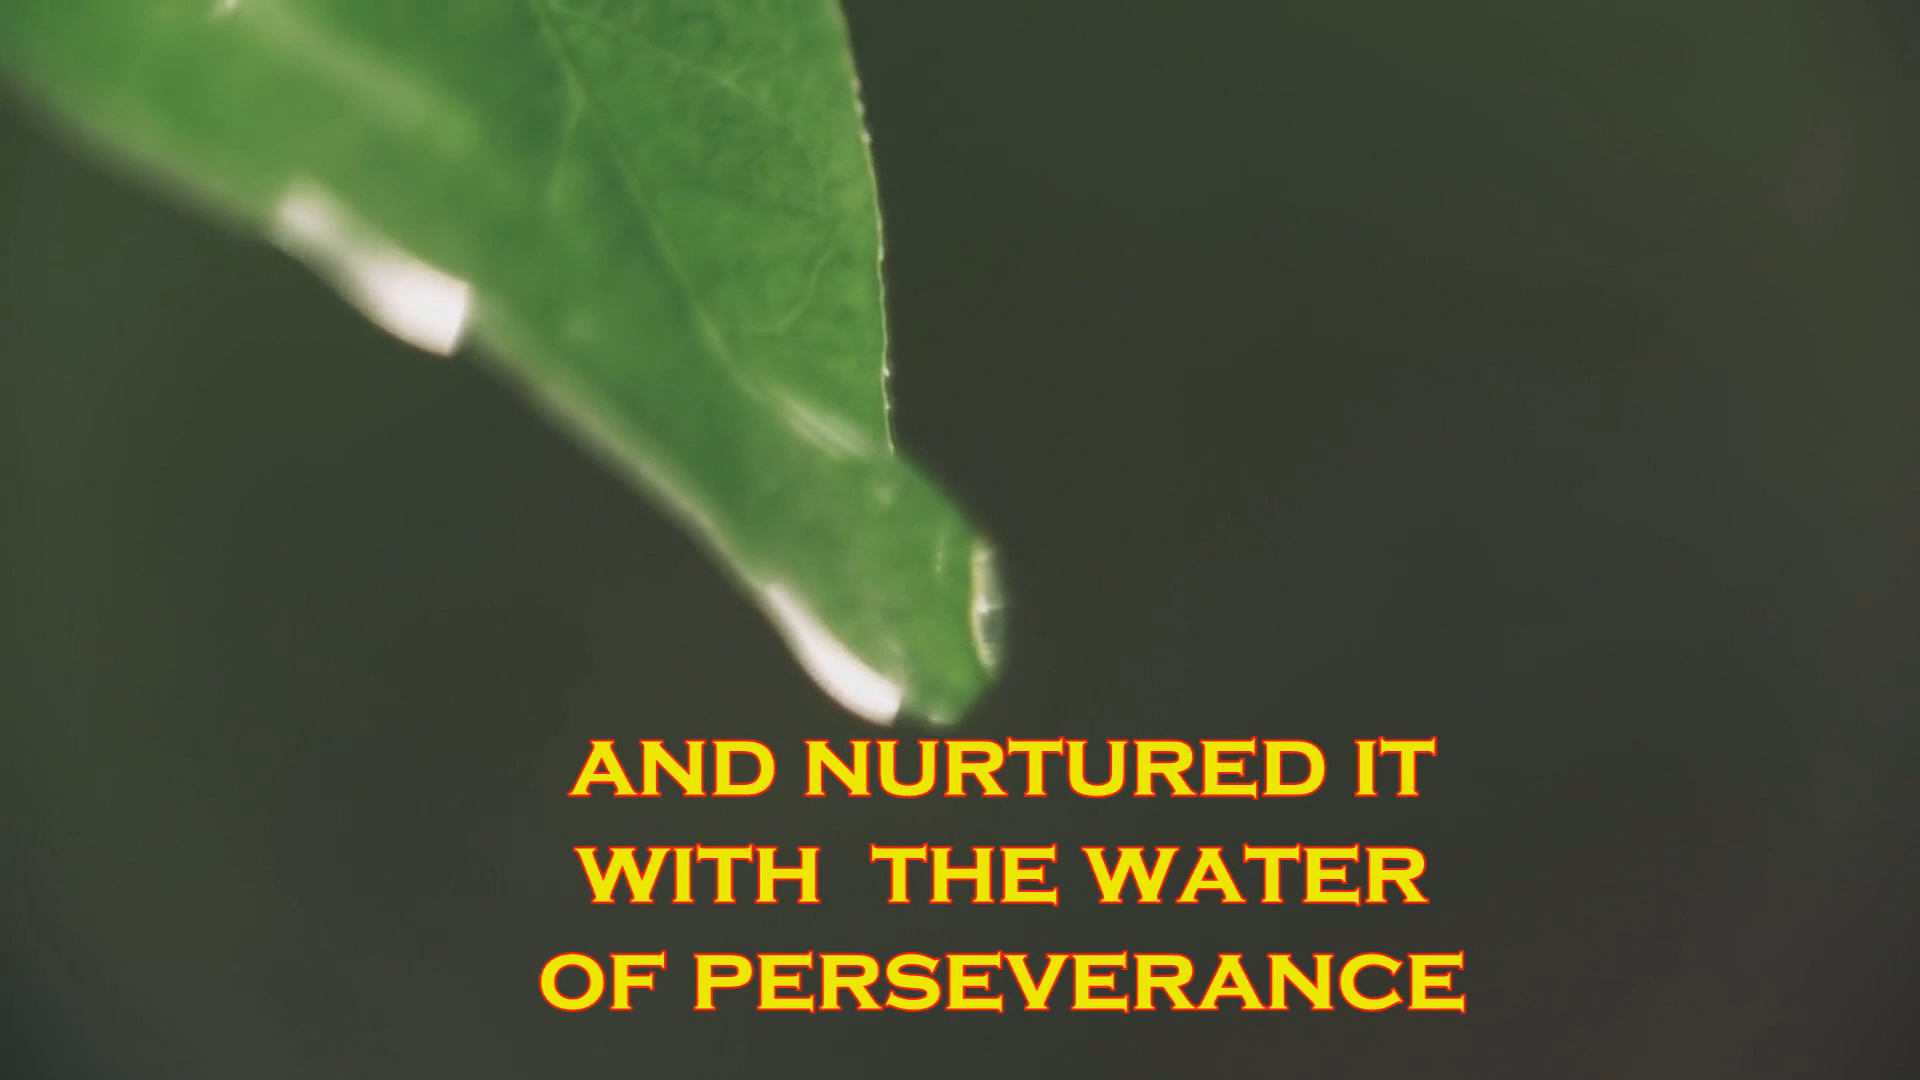 AND NURTURED IT
WITH  THE WATER
OF PERSEVERANCE